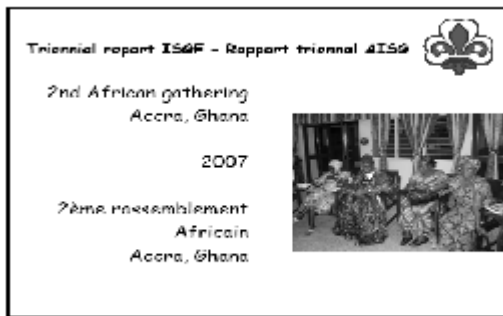 Triennial report ISGF - Rapport triennal AISG
2nd African gathering
Accra, Ghana
2007
2ème rassemblement
Africain
Accra, Ghana